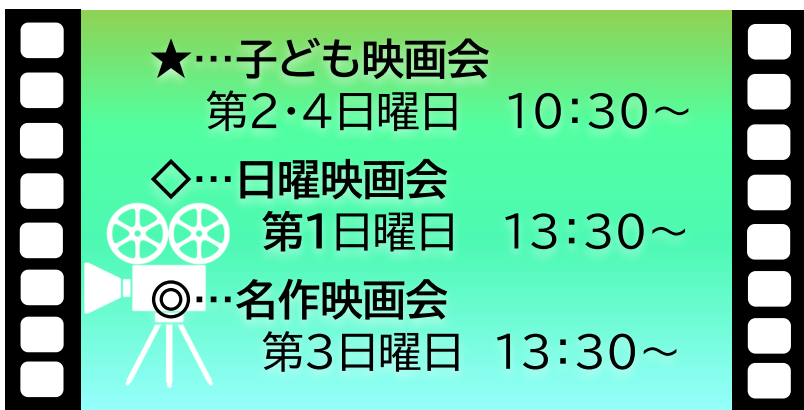 ★…子ども映画会
第2・4日曜日　10：30～
◇…日曜映画会
第1日曜日　13：30～
◎…名作映画会
第3日曜日　13：30～